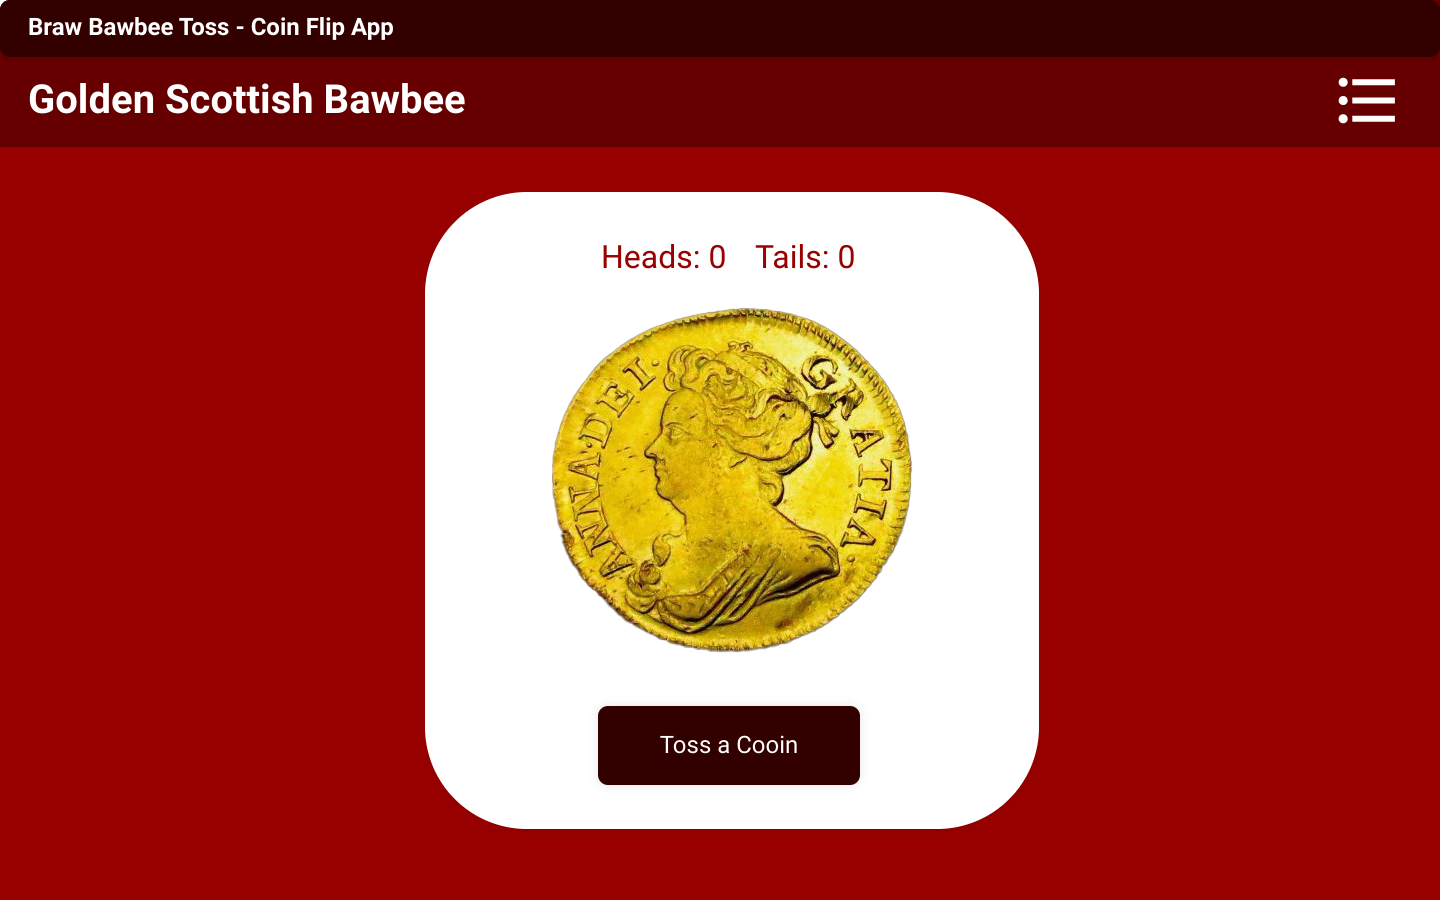 Braw Bawbee Toss - Coin Flip App
Golden Scottish Bawbee
Heads: 0 Tails: 0
ANNA·DEI· GRATIA·
Toss a Cooin